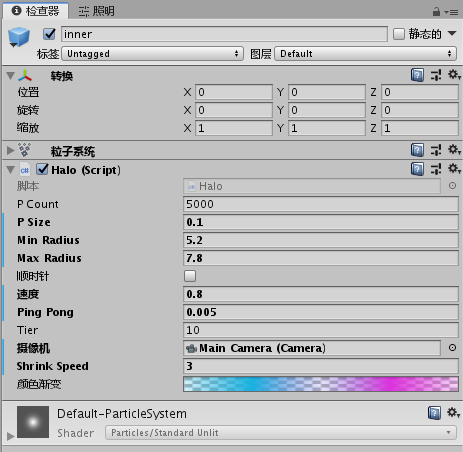 检查器 照明
inner 静态的
标签 Untagged 图层 Default
转换
位置 X 0 Y 0 Z 0
旋转 X 0 Y 0 Z 0
缩放 X 1 Y 1 Z 1
粒子系统
Halo (Script)
脚本 Halo
P Count 5000
P Size 0.1
Min Radius 5.2
Max Radius 7.8
顺时针
速度 0.8
Ping Pong 0.005
Tier 10
摄像机 Main Camera (Camera)
Shrink Speed 3
颜色渐变
Default-ParticleSystem
Shader Particles/Standard Unlit